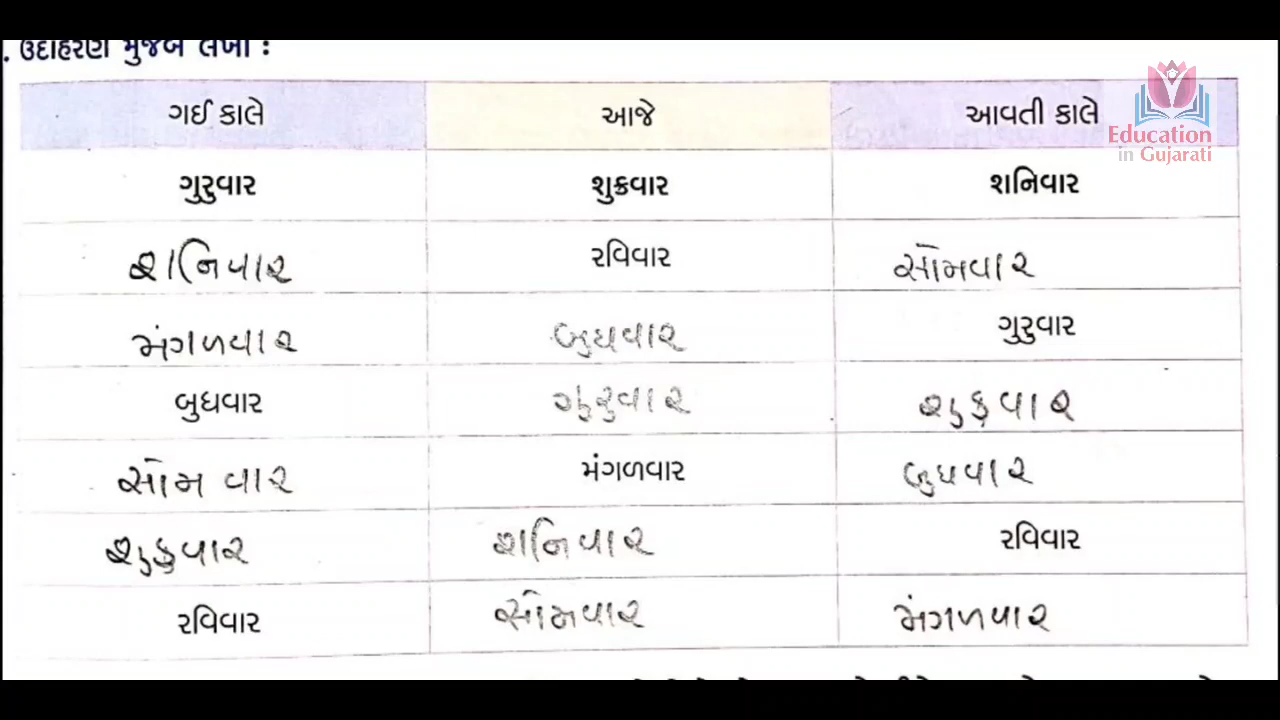 . ઉદાહરણ મુજબ લખો :
ગઈ કાલે આજે આવતી કાલે
Education
in Gujarati
ગુરુવાર શુક્રવાર શનિવાર
શનિવાર રવિવાર સોમવાર
મંગળવાર બુધવાર ગુરુવાર
બુધવાર ગુરુવાર શુક્રવાર
સોમ વાર મંગળવાર બુધવાર
શુક્રવાર શનિવાર રવિવાર
રવિવાર સોમવાર મંગળવાર